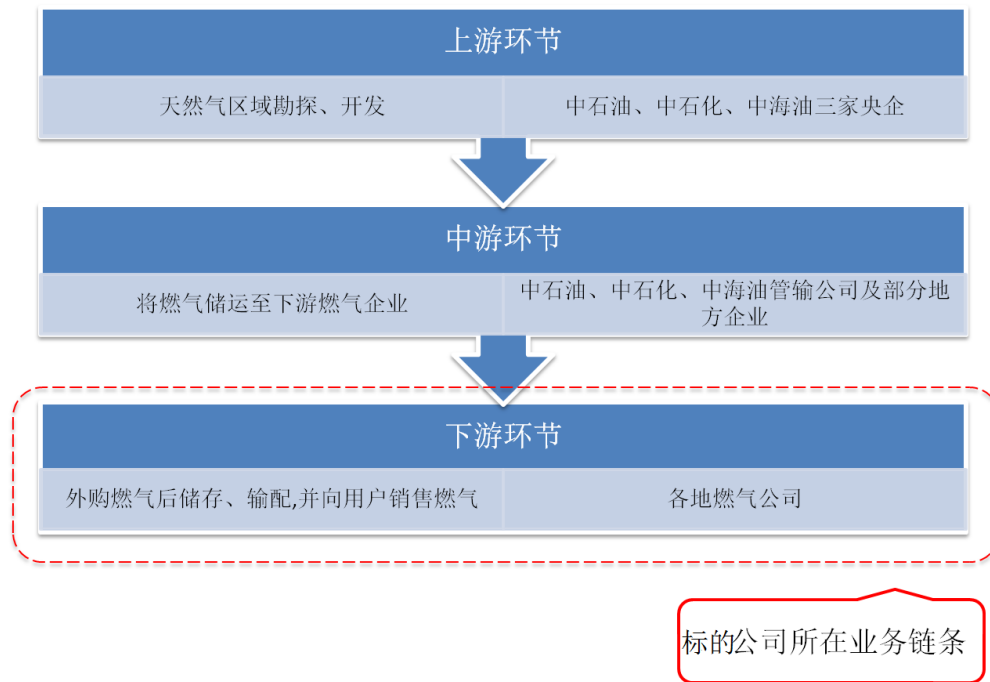 上游环节
天然气区域勘探、开发
中石油、中石化、中海油三家央企
中游环节
将燃气储运至下游燃气企业
中石油、中石化、中海油管输公司及部分地
方企业
下游环节
外购燃气后储存、输配,并向用户销售燃气
各地燃气公司
标的公司所在业务链条